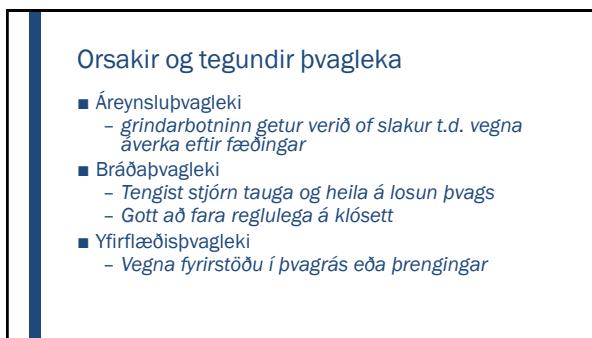 Orsakir og tegundir þvagleka
■ Áreynsluþvagleki
– grindarbotninn getur verið of slakur t.d. vegna
áverka eftir fæðingar
■ Bráðaþvagleki
– Tengist stjórn tauga og heila á losun þvags
– Gott að fara reglulega á klósett
■ Yfirflæðisþvagleki
– Vegna fyrirstöðu í þvagrás eða þrengingar